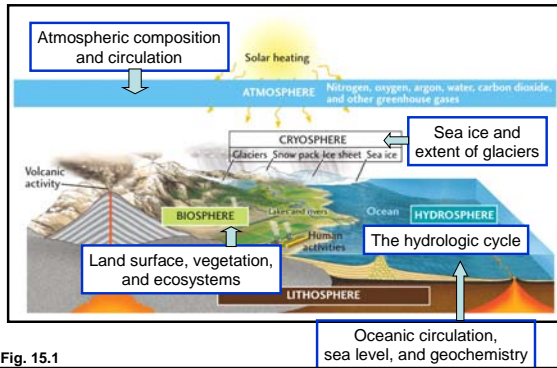 Atmospheric composition
and circulation
Solar heating
ATMOSPHERE
Nitrogen, oxygen, argon, water, carbon dioxide,
and other greenhouse gases
CRYOSPHERE
Glaciers Snow pack Ice sheet Sea ice
Sea ice and
extent of glaciers
Volcanic
activity
BIOSPHERE
Lakes and rivers
Ocean
HYDROSPHERE
Human
activities
The hydrologic cycle
Land surface, vegetation,
and ecosystems
LITHOSPHERE
Oceanic circulation,
sea level, and geochemistry
Fig. 15.1